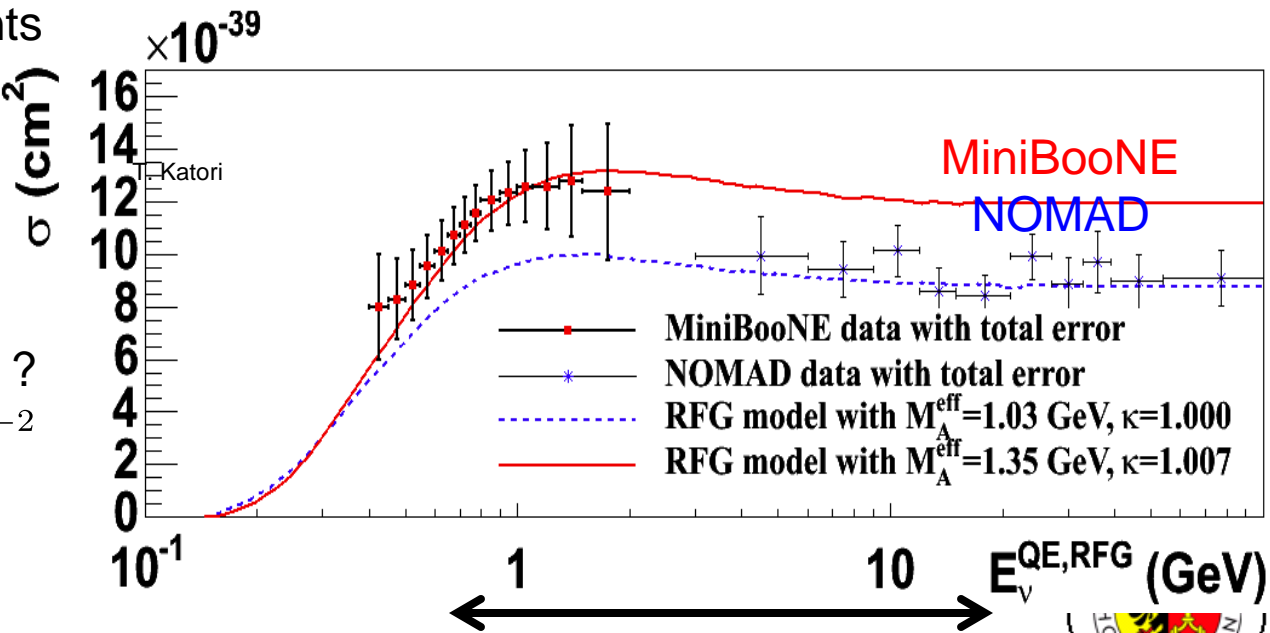 nts
×10-39
σ (cm2)
16
14
T. Katori
12
10
8
6
4
2
0
MiniBooNE
NOMAD
?
−2
MiniBooNE data with total error
NOMAD data with total error
RFG model with MAeff=1.03 GeV, κ=1.000
RFG model with MAeff=1.35 GeV, κ=1.007
10-1
1
10
EνQE,RFG (GeV)